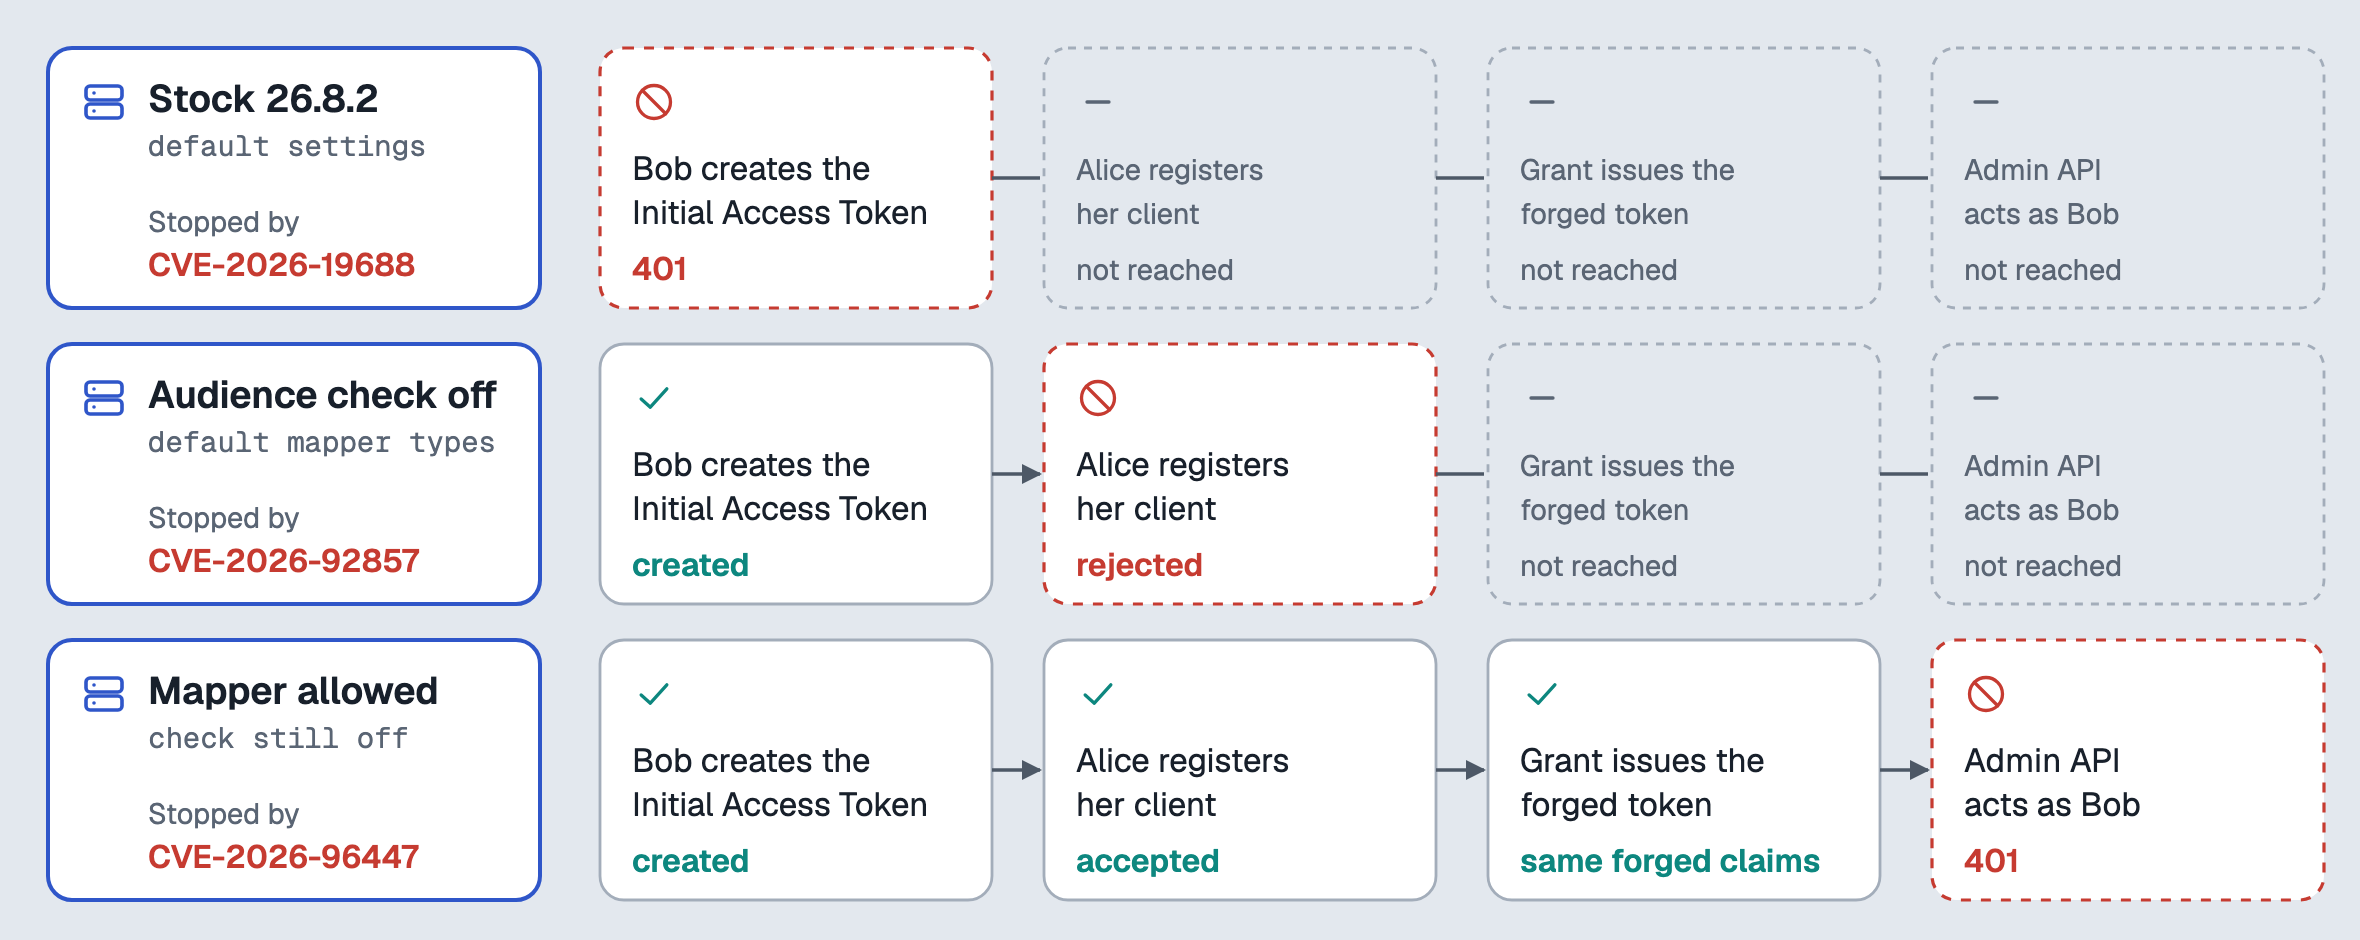 Stock 26.8.2
default settings
Stopped by
CVE-2026-19688
Bob creates the
Initial Access Token
401
Alice registers
her client
not reached
Grant issues the
forged token
not reached
Admin API
acts as Bob
not reached
Audience check off
default mapper types
Stopped by
CVE-2026-92857
Bob creates the
Initial Access Token
created
Alice registers
her client
rejected
Grant issues the
forged token
not reached
Admin API
acts as Bob
not reached
Mapper allowed
check still off
Stopped by
CVE-2026-96447
Bob creates the
Initial Access Token
created
Alice registers
her client
accepted
Grant issues the
forged token
same forged claims
Admin API
acts as Bob
401